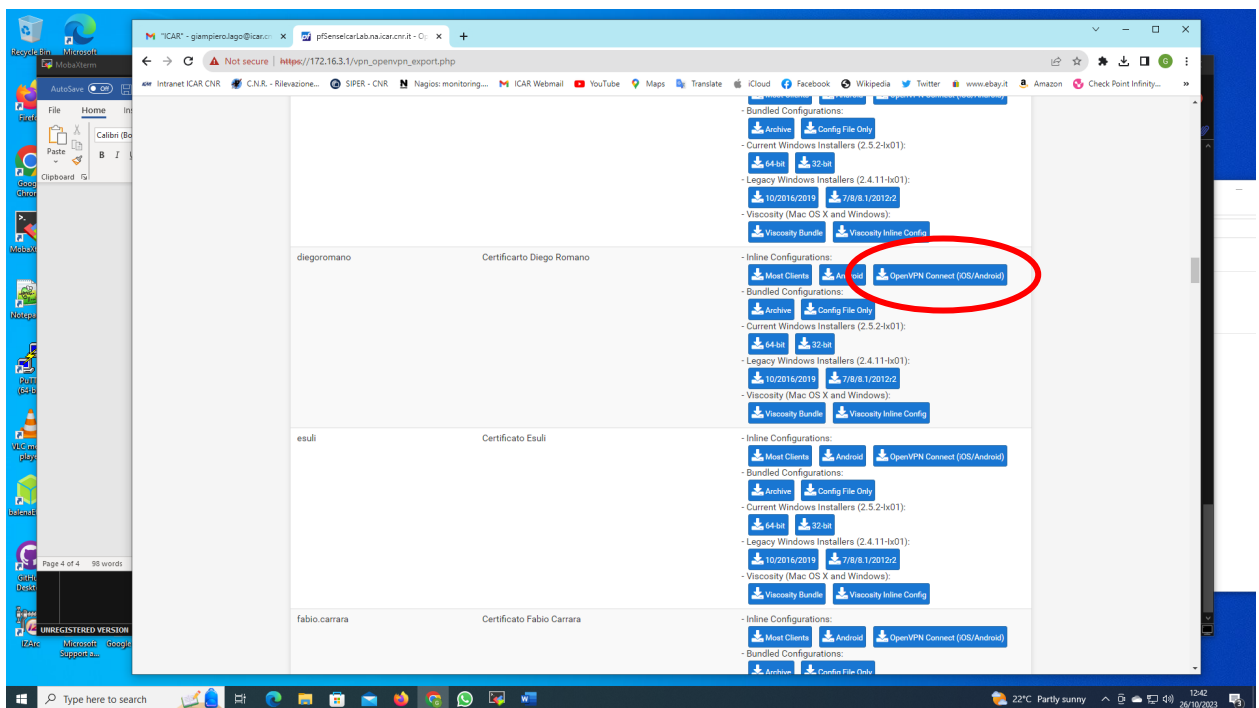 Recycle Bin
Microsoft
"ICAR" - giampiero.lago@icar.cn
pfSenseIcarLab.na.icar.cnr.it - O
MobaXterm
Not secure
https://172.16.3.1/vpn_openvpn_export.php
G
AutoSave
Off
Intranet ICAR CNR
C.N.R. - Rilevazione...
SIPER - CNR
Nagios: monitoring....
ICAR Webmail
YouTube
Maps
Translate
iCloud
Facebook
Wikipedia
Twitter
www.ebay.it
Amazon
Check Point Infinity...
»
File
Home
Paste
Calibri (Bo
B I
Clipboard
- Bundled Configurations:
Archive
Config File Only
- Current Windows Installers (2.5.2-Ix01):
64-bit
32-bit
- Legacy Windows Installers (2.4.11-Ix01):
10/2016/2019
7/8/8.1/2012r2
- Viscosity (Mac OS X and Windows):
Viscosity Bundle
Viscosity Inline Config
diegoromano
Certificarto Diego Romano
- Inline Configurations:
Most Clients
Android
OpenVPN Connect (iOS/Android)
- Bundled Configurations:
Archive
Config File Only
- Current Windows Installers (2.5.2-Ix01):
64-bit
32-bit
- Legacy Windows Installers (2.4.11-Ix01):
10/2016/2019
7/8/8.1/2012r2
- Viscosity (Mac OS X and Windows):
Viscosity Bundle
Viscosity Inline Config
esuli
Certificato Esuli
- Inline Configurations:
Most Clients
Android
OpenVPN Connect (iOS/Android)
- Bundled Configurations:
Archive
Config File Only
- Current Windows Installers (2.5.2-Ix01):
64-bit
32-bit
- Legacy Windows Installers (2.4.11-Ix01):
10/2016/2019
7/8/8.1/2012r2
- Viscosity (Mac OS X and Windows):
Viscosity Bundle
Viscosity Inline Config
fabio.carrara
Certificato Fabio Carrara
- Inline Configurations:
Most Clients
Android
OpenVPN Connect (iOS/Android)
- Bundled Configurations:
Archive
Config File Only
Page 4 of 4
98 words
UNREGISTERED VERSION
IZArc
Microsoft
Support a...
Google
Type here to search
22°C Partly sunny
12:42
26/10/2023
3